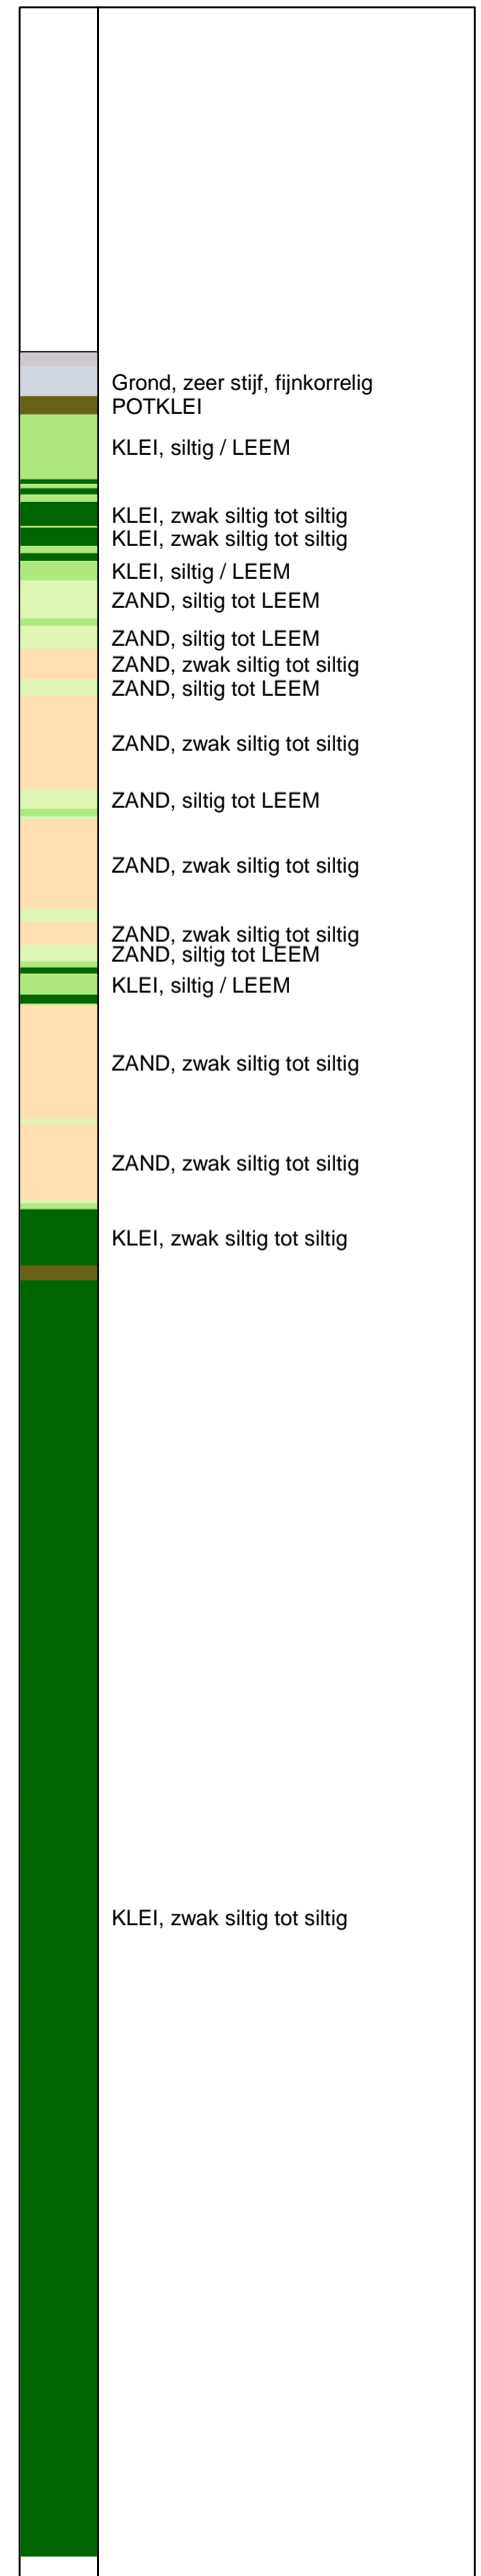 Grond, zeer stijf, fijnkorrelig
POTKLEI
KLEI, siltig / LEEM
KLEI, zwak siltig tot siltig
KLEI, zwak siltig tot siltig
KLEI, siltig / LEEM
ZAND, siltig tot LEEM
ZAND, siltig tot LEEM
ZAND, zwak siltig tot siltig
ZAND, siltig tot LEEM
ZAND, zwak siltig tot siltig
ZAND, siltig tot LEEM
ZAND, zwak siltig tot siltig
ZAND, zwak siltig tot siltig
ZAND, siltig tot LEEM
KLEI, siltig / LEEM
ZAND, zwak siltig tot siltig
ZAND, zwak siltig tot siltig
KLEI, zwak siltig tot siltig
KLEI, zwak siltig tot siltig